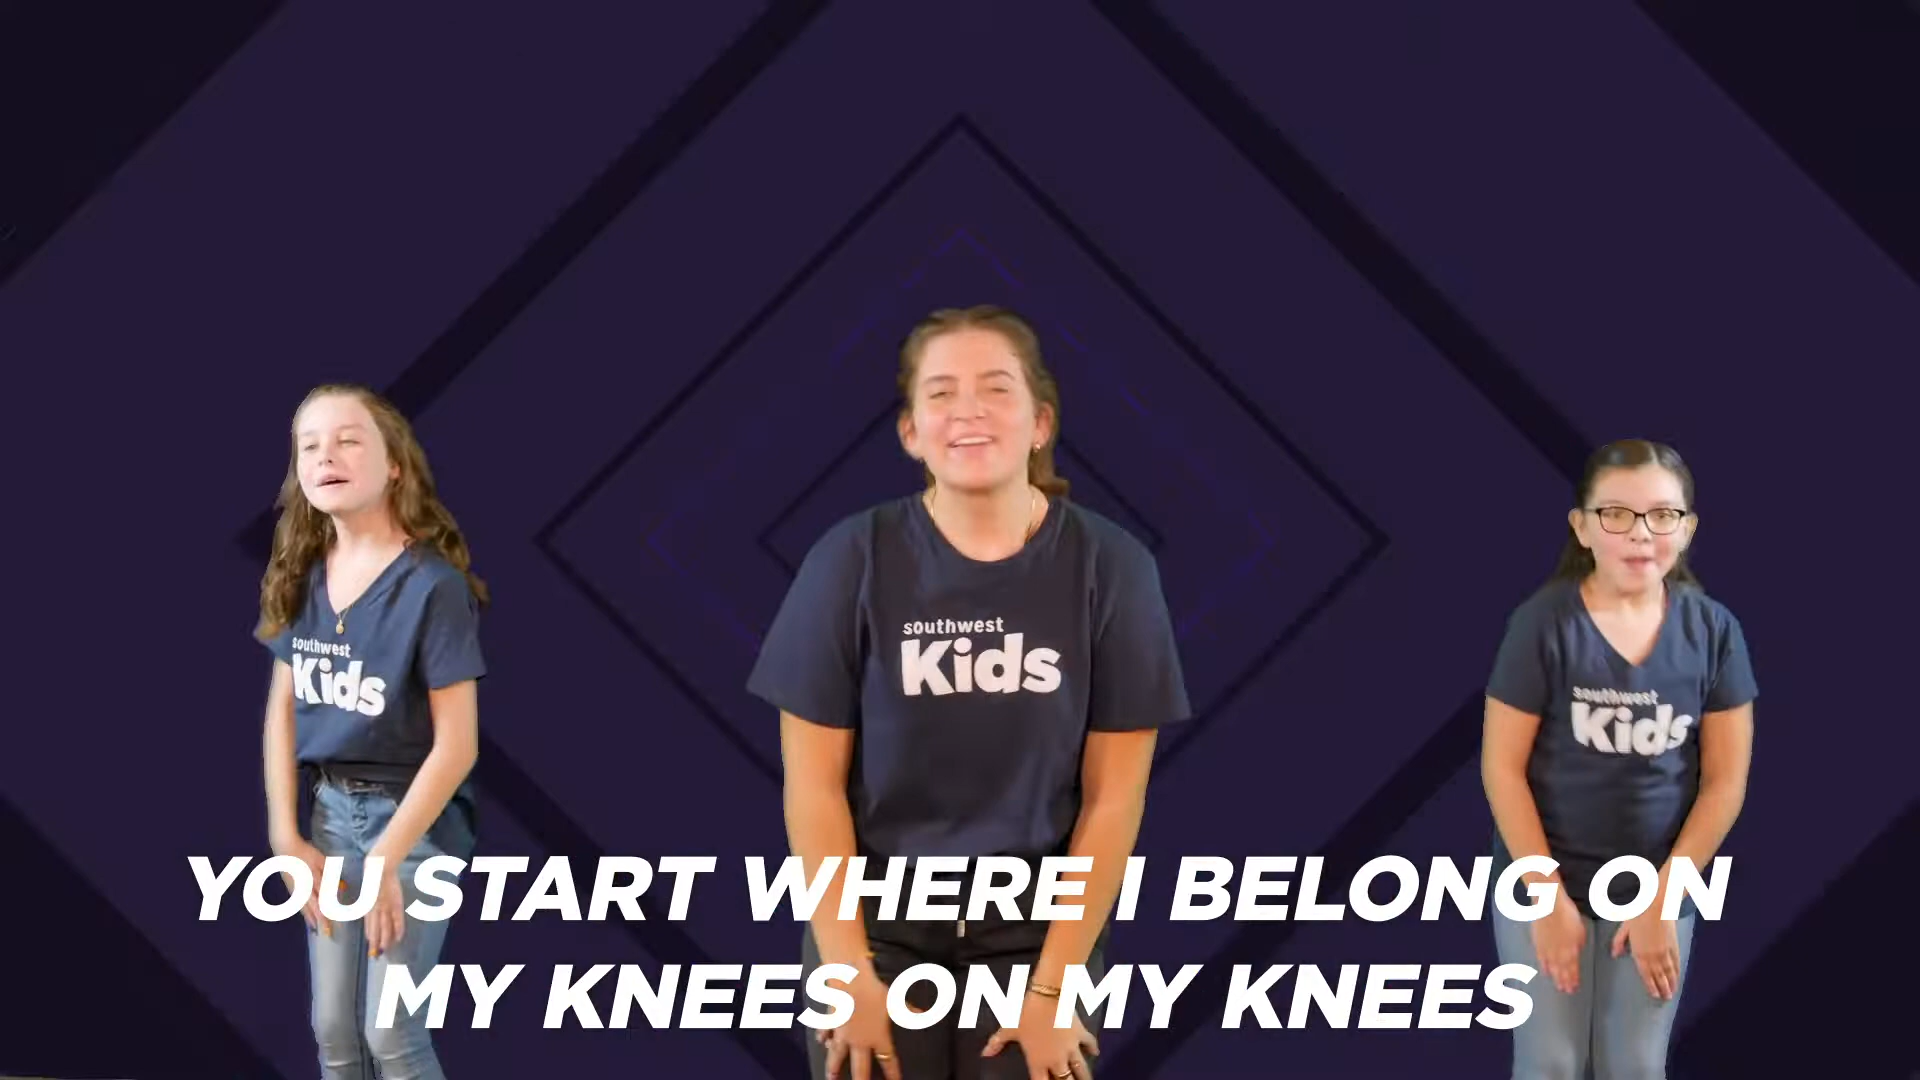 southwest
Kids
southwest
Kids
southwest
Kids
YOU START WHERE I BELONG ON
MY KNEES ON MY KNEES